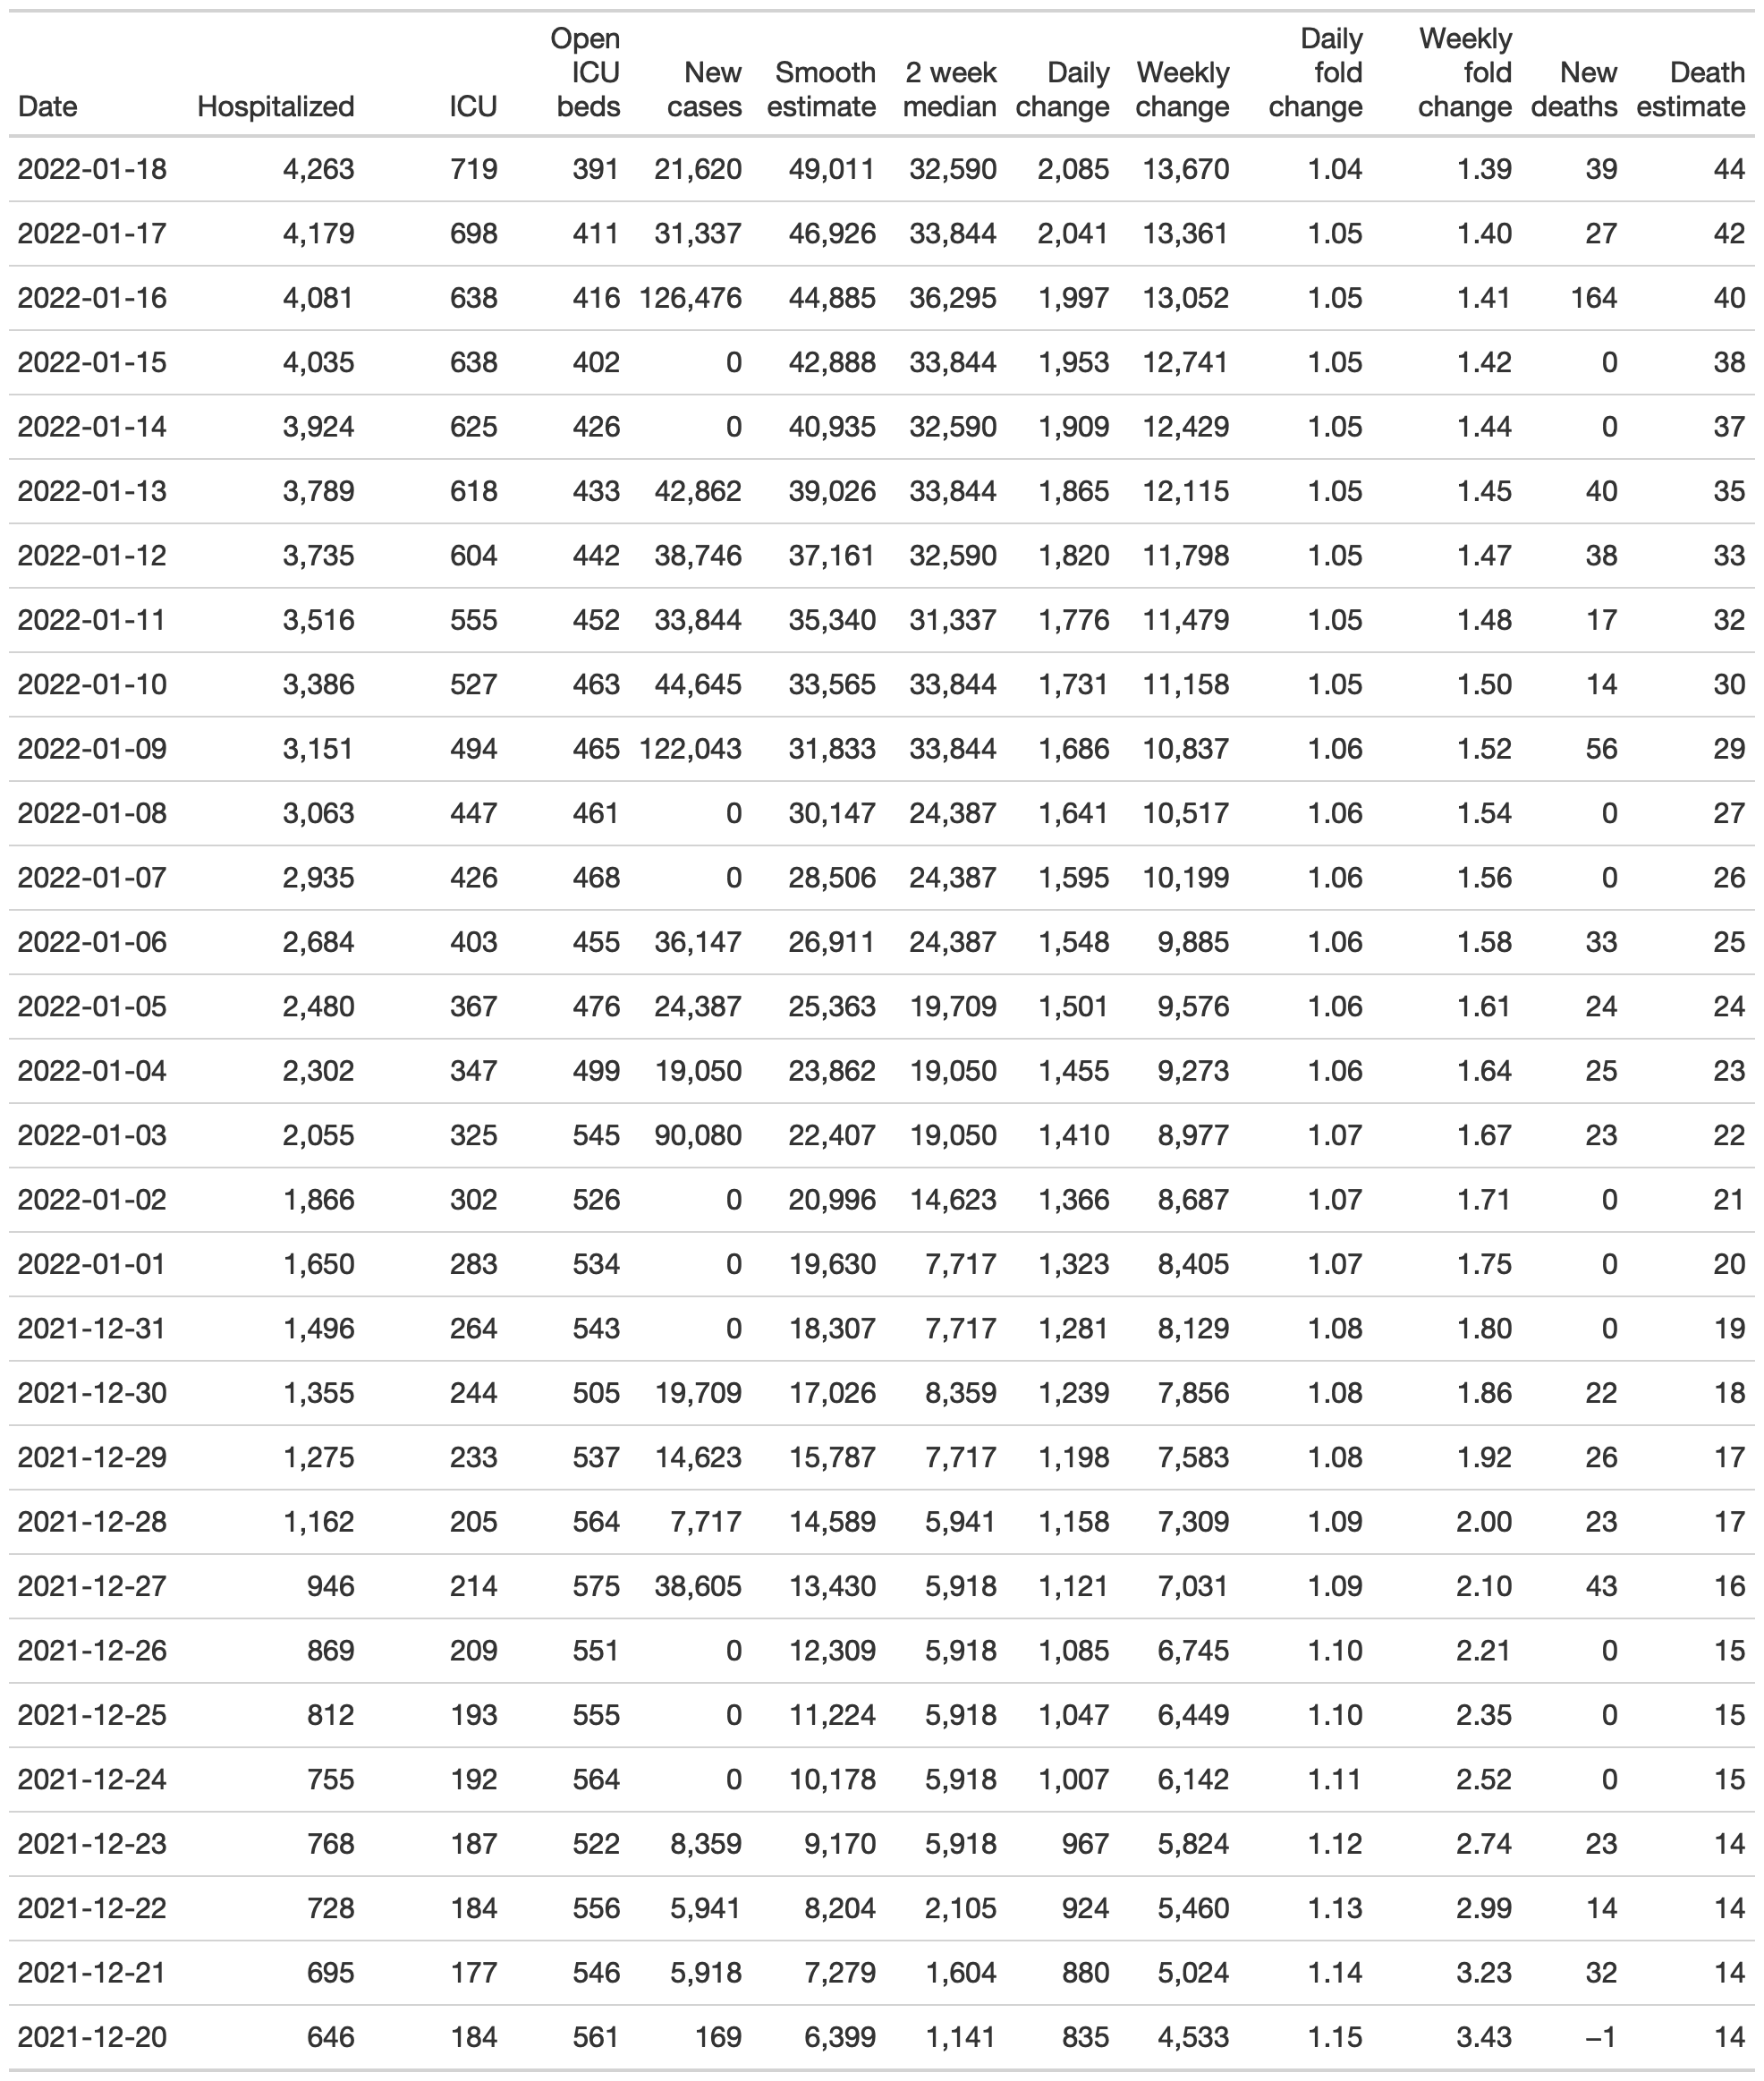 Date Hospitalized ICU Open ICU beds New cases Smooth estimate 2 week median Daily change Weekly change Daily fold change Weekly fold change New deaths Death estimate
2022-01-18 4,263 719 391 21,620 49,011 32,590 2,085 13,670 1.04 1.39 39 44
2022-01-17 4,179 698 411 31,337 46,926 33,844 2,041 13,361 1.05 1.40 27 42
2022-01-16 4,081 638 416 126,476 44,885 36,295 1,997 13,052 1.05 1.41 164 40
2022-01-15 4,035 638 402 0 42,888 33,844 1,953 12,741 1.05 1.42 0 38
2022-01-14 3,924 625 426 0 40,935 32,590 1,909 12,429 1.05 1.44 0 37
2022-01-13 3,789 618 433 42,862 39,026 33,844 1,865 12,115 1.05 1.45 40 35
2022-01-12 3,735 604 442 38,746 37,161 32,590 1,820 11,798 1.05 1.47 38 33
2022-01-11 3,516 555 452 33,844 35,340 31,337 1,776 11,479 1.05 1.48 17 32
2022-01-10 3,386 527 463 44,645 33,565 33,844 1,731 11,158 1.05 1.50 14 30
2022-01-09 3,151 494 465 122,043 31,833 33,844 1,686 10,837 1.06 1.52 56 29
2022-01-08 3,063 447 461 0 30,147 24,387 1,641 10,517 1.06 1.54 0 27
2022-01-07 2,935 426 468 0 28,506 24,387 1,595 10,199 1.06 1.56 0 26
2022-01-06 2,684 403 455 36,147 26,911 24,387 1,548 9,885 1.06 1.58 33 25
2022-01-05 2,480 367 476 24,387 25,363 19,709 1,501 9,576 1.06 1.61 24 24
2022-01-04 2,302 347 499 19,050 23,862 19,050 1,455 9,273 1.06 1.64 25 23
2022-01-03 2,055 325 545 90,080 22,407 19,050 1,410 8,977 1.07 1.67 23 22
2022-01-02 1,866 302 526 0 20,996 14,623 1,366 8,687 1.07 1.71 0 21
2022-01-01 1,650 283 534 0 19,630 7,717 1,323 8,405 1.07 1.75 0 20
2021-12-31 1,496 264 543 0 18,307 7,717 1,281 8,129 1.08 1.80 0 19
2021-12-30 1,355 244 505 19,709 17,026 8,359 1,239 7,856 1.08 1.86 22 18
2021-12-29 1,275 233 537 14,623 15,787 7,717 1,198 7,583 1.08 1.92 26 17
2021-12-28 1,162 205 564 7,717 14,589 5,941 1,158 7,309 1.09 2.00 23 17
2021-12-27 946 214 575 38,605 13,430 5,918 1,121 7,031 1.09 2.10 43 16
2021-12-26 869 209 551 0 12,309 5,918 1,085 6,745 1.10 2.21 0 15
2021-12-25 812 193 555 0 11,224 5,918 1,047 6,449 1.10 2.35 0 15
2021-12-24 755 192 564 0 10,178 5,918 1,007 6,142 1.11 2.52 0 15
2021-12-23 768 187 522 8,359 9,170 5,918 967 5,824 1.12 2.74 23 14
2021-12-22 728 184 556 5,941 8,204 2,105 924 5,460 1.13 2.99 14 14
2021-12-21 695 177 546 5,918 7,279 1,604 880 5,024 1.14 3.23 32 14
2021-12-20 646 184 561 169 6,399 1,141 835 4,533 1.15 3.43 −1 14